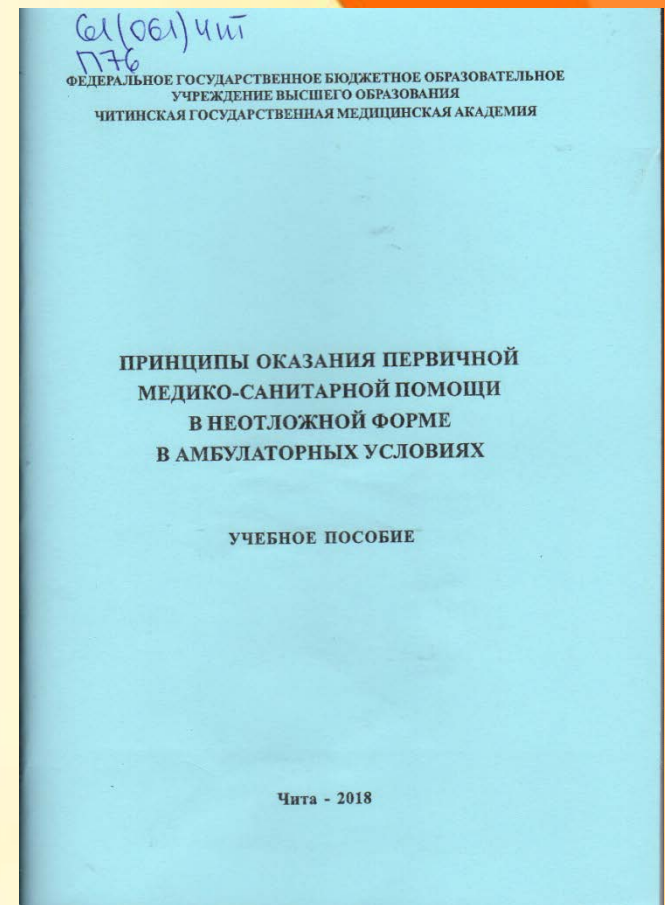 61(061)Чит
П76
ФЕДЕРАЛЬНОЕ ГОСУДАРСТВЕННОЕ БЮДЖЕТНОЕ ОБРАЗОВАТЕЛЬНОЕ
УЧРЕЖДЕНИЕ ВЫСШЕГО ОБРАЗОВАНИЯ
ЧИТИНСКАЯ ГОСУДАРСТВЕННАЯ МЕДИЦИНСКАЯ АКАДЕМИЯ
ПРИНЦИПЫ ОКАЗАНИЯ ПЕРВИЧНОЙ
МЕДИКО-САНИТАРНОЙ ПОМОЩИ
В НЕОТЛОЖНОЙ ФОРМЕ
В АМБУЛАТОРНЫХ УСЛОВИЯХ
УЧЕБНОЕ ПОСОБИЕ
Чита - 2018